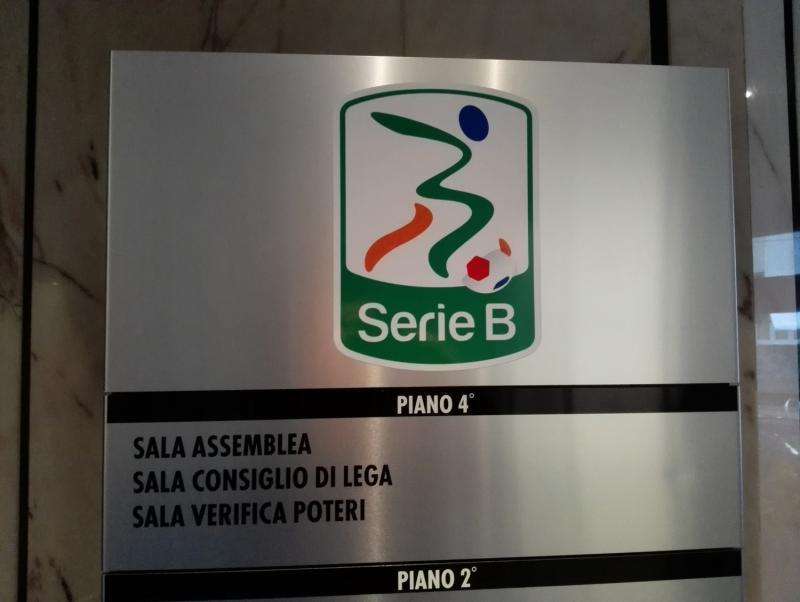 Serie B
PIANO 4°
SALA ASSEMBLEA
SALA CONSIGLIO DI LEGA
SALA VERIFICA POTERI
PIANO 2°